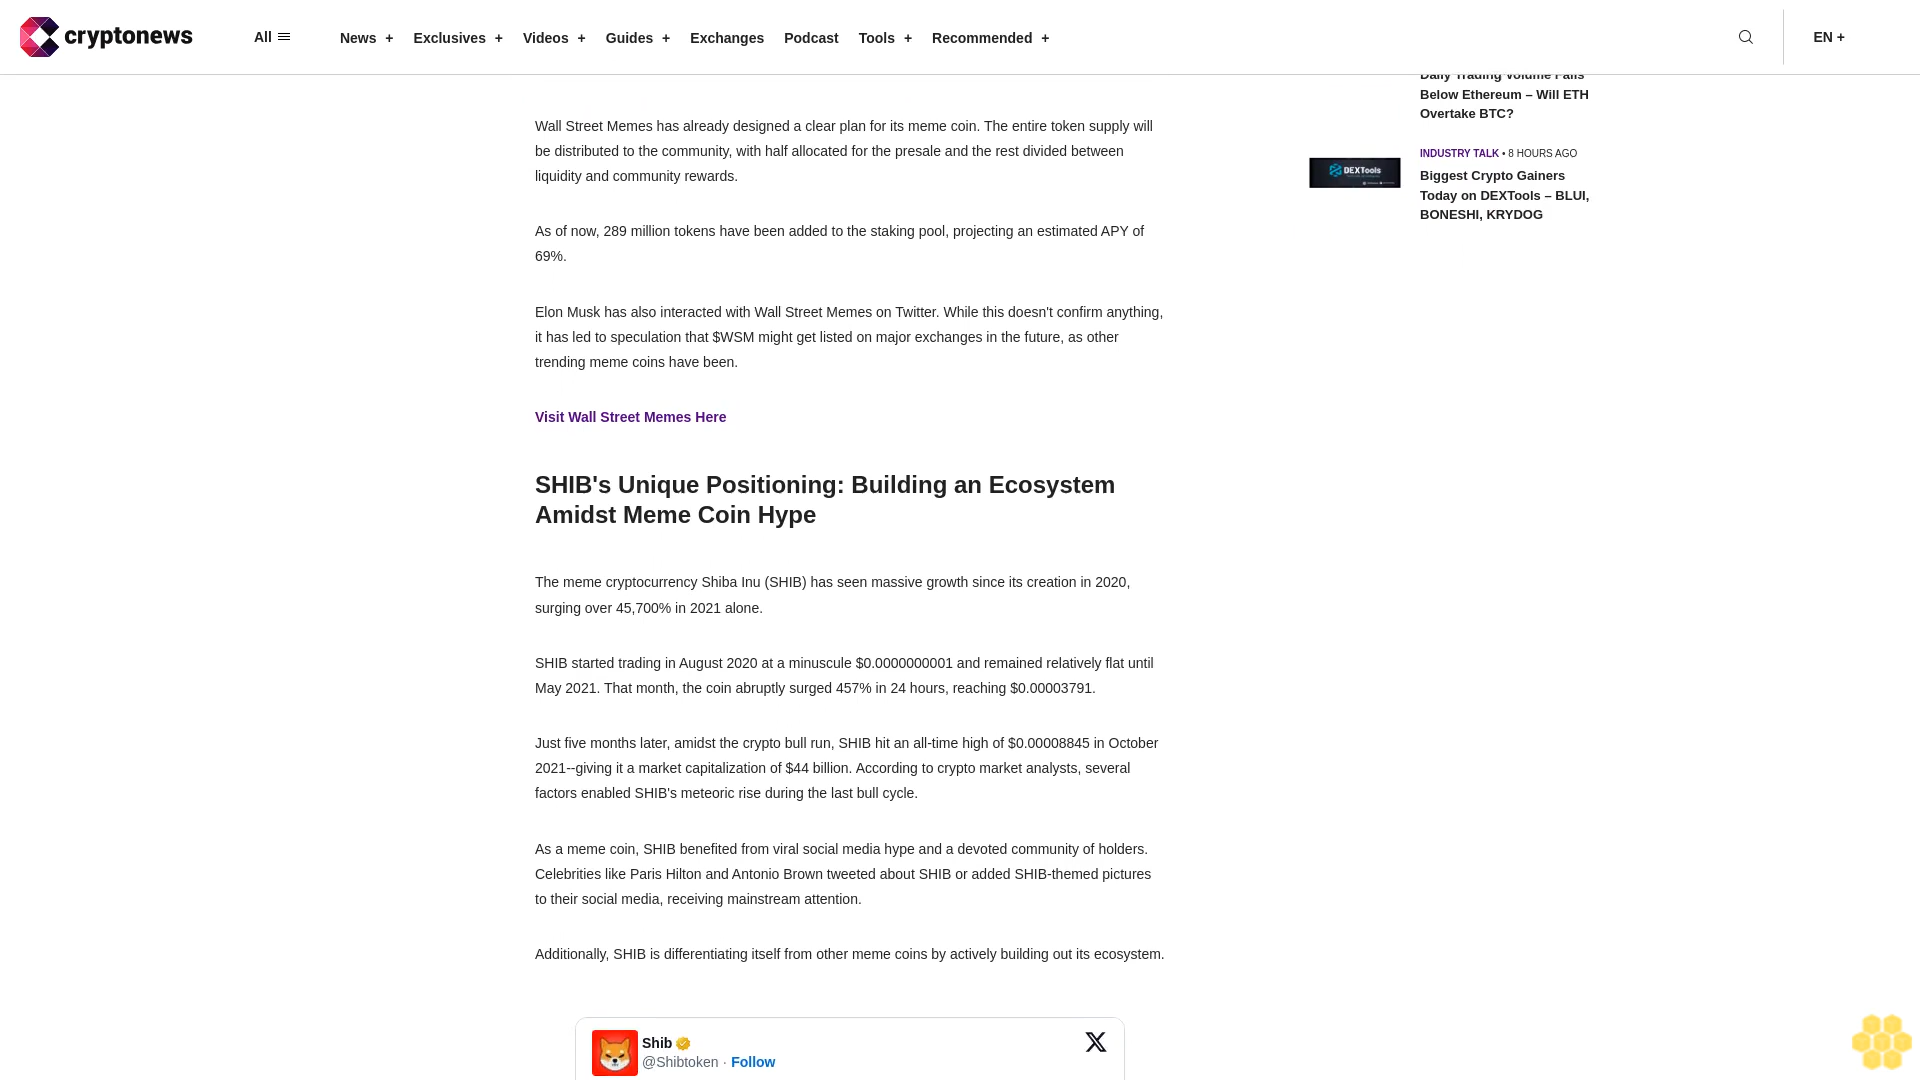 cryptonews
All
News +
Exclusives +
Videos +
Guides +
Exchanges
Podcast
Tools +
Recommended +
EN +
Wall Street Memes has already designed a clear plan for its meme coin. The entire token supply will
be distributed to the community, with half allocated for the presale and the rest divided between
liquidity and community rewards.
As of now, 289 million tokens have been added to the staking pool, projecting an estimated APY of
69%.
Elon Musk has also interacted with Wall Street Memes on Twitter. While this doesn't confirm anything,
it has led to speculation that $WSM might get listed on major exchanges in the future, as other
trending meme coins have been.
Visit Wall Street Memes Here
SHIB's Unique Positioning: Building an Ecosystem
Amidst Meme Coin Hype
The meme cryptocurrency Shiba Inu (SHIB) has seen massive growth since its creation in 2020,
surging over 45,700% in 2021 alone.
SHIB started trading in August 2020 at a minuscule $0.0000000001 and remained relatively flat until
May 2021. That month, the coin abruptly surged 457% in 24 hours, reaching $0.00003791.
Just five months later, amidst the crypto bull run, SHIB hit an all-time high of $0.00008845 in October
2021--giving it a market capitalization of $44 billion. According to crypto market analysts, several
factors enabled SHIB's meteoric rise during the last bull cycle.
As a meme coin, SHIB benefited from viral social media hype and a devoted community of holders.
Celebrities like Paris Hilton and Antonio Brown tweeted about SHIB or added SHIB-themed pictures
to their social media, receiving mainstream attention.
Additionally, SHIB is differentiating itself from other meme coins by actively building out its ecosystem.
Shib
@Shibtoken · Follow
Daily Trading Volume Falls
Below Ethereum – Will ETH
Overtake BTC?
DEXTools
INDUSTRY TALK • 8 HOURS AGO
Biggest Crypto Gainers
Today on DEXTools – BLUI,
BONESHI, KRYDOG